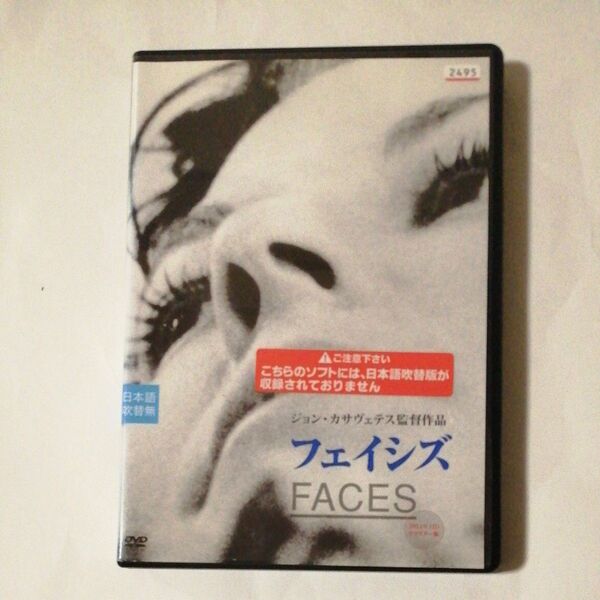 2495
⚠ご注意下さい
こちらのソフトには、日本語吹替版が
収録されておりません
日本語
吹替無
ジョン・カサヴェテス監督作品
フェイシズ
FACES
DVD